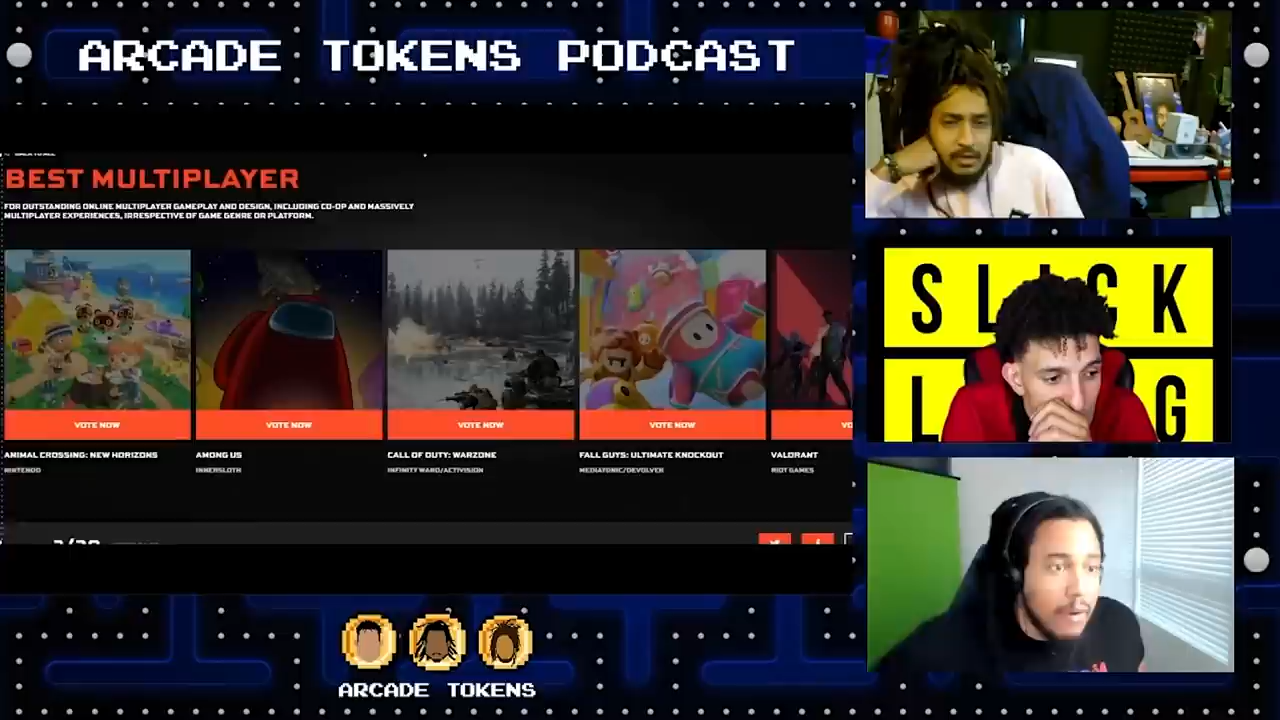 ARCADE TOKENS PODCAST
BEST MULTIPLAYER
FOR OUTSTANDING ONLINE MULTIPLAYER GAMEPLAY AND DESIGN, INCLUDING CO-OP AND MASSIVELY
MULTIPLAYER EXPERIENCES, IRRESPECTIVE OF GAME GENRE OR PLATFORM.
VOTE NOW VOTE NOW VOTE NOW VOTE NOW VO
ANIMAL CROSSING: NEW HORIZONS AMONG US CALL OF DUTY: WARZONE FALL GUYS: ULTIMATE KNOCKOUT VALORANT
NINTENDO INNERSLOTH INFINITY WARD/ACTIVISION MEDIATONIC/DEVOLVER RIOT GAMES
SL CK
L G
ARCADE TOKENS